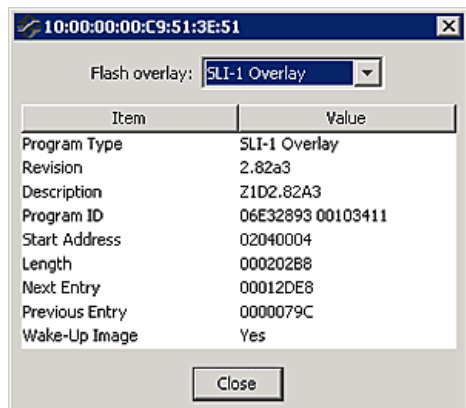 10:00:00:00:C9:51:3E:51
Flash overlay: SLI-1 Overlay
Item Value
Program Type SLI-1 Overlay
Revision 2.82a3
Description Z1D2.82A3
Program ID 06E32893 00103411
Start Address 02040004
Length 000202B8
Next Entry 00012DE8
Previous Entry 0000079C
Wake-Up Image Yes
Close